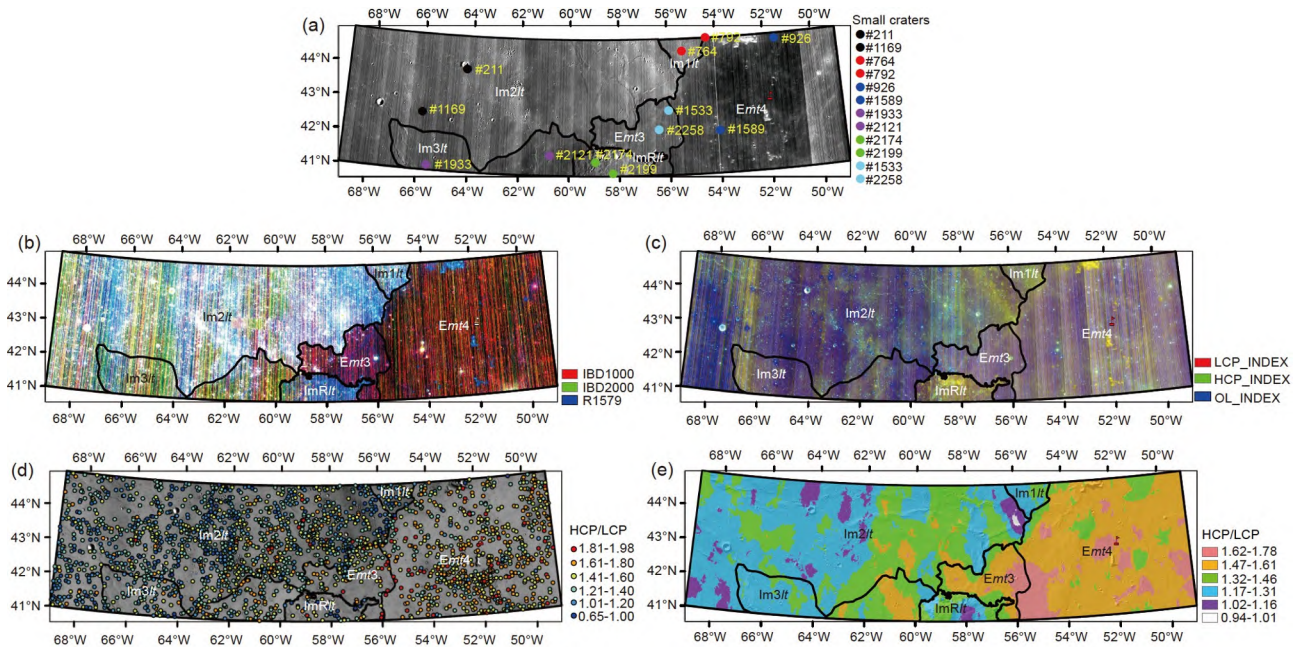 (a)
68°W 66°W 64°W 62°W 60°W 58°W 56°W 54°W 52°W 50°W
44°N
43°N
42°N
41°N
#211
#1169
Im2lt
Im3lt
#1933
#2121
#2174
#2199
#764
#792
Im1lt
#926
#1533
#2258
Emt3
ImRlt
#1589
Emt4
68°W 66°W 64°W 62°W 60°W 58°W 56°W 54°W 52°W 50°W
Small craters
#211
#1169
#764
#792
#926
#1589
#1933
#2121
#2174
#2199
#1533
#2258
(b)
68°W 66°W 64°W 62°W 60°W 58°W 56°W 54°W 52°W 50°W
44°N
43°N
42°N
41°N
Im1lt
Im2lt
Emt4
Emt3
Im3lt
ImRlt
68°W 66°W 64°W 62°W 60°W 58°W 56°W 54°W 52°W 50°W
IBD1000
IBD2000
R1579
(c)
68°W 66°W 64°W 62°W 60°W 58°W 56°W 54°W 52°W 50°W
44°N
43°N
42°N
41°N
Im1lt
Im2lt
Emt4
Emt3
Im3lt
ImRlt
68°W 66°W 64°W 62°W 60°W 58°W 56°W 54°W 52°W 50°W
LCP_INDEX
HCP_INDEX
OL_INDEX
(d)
68°W 66°W 64°W 62°W 60°W 58°W 56°W 54°W 52°W 50°W
44°N
43°N
42°N
41°N
Im1lt
Im2lt
Emt4
Emt3
Im3lt
ImRlt
68°W 66°W 64°W 62°W 60°W 58°W 56°W 54°W 52°W 50°W
HCP/LCP
1.81-1.98
1.61-1.80
1.41-1.60
1.21-1.40
1.01-1.20
0.65-1.00
(e)
68°W 66°W 64°W 62°W 60°W 58°W 56°W 54°W 52°W 50°W
44°N
43°N
42°N
41°N
Im1lt
Im2lt
Emt4
Emt3
Im3lt
ImRlt
68°W 66°W 64°W 62°W 60°W 58°W 56°W 54°W 52°W 50°W
HCP/LCP
1.62-1.78
1.47-1.61
1.32-1.46
1.17-1.31
1.02-1.16
0.94-1.01